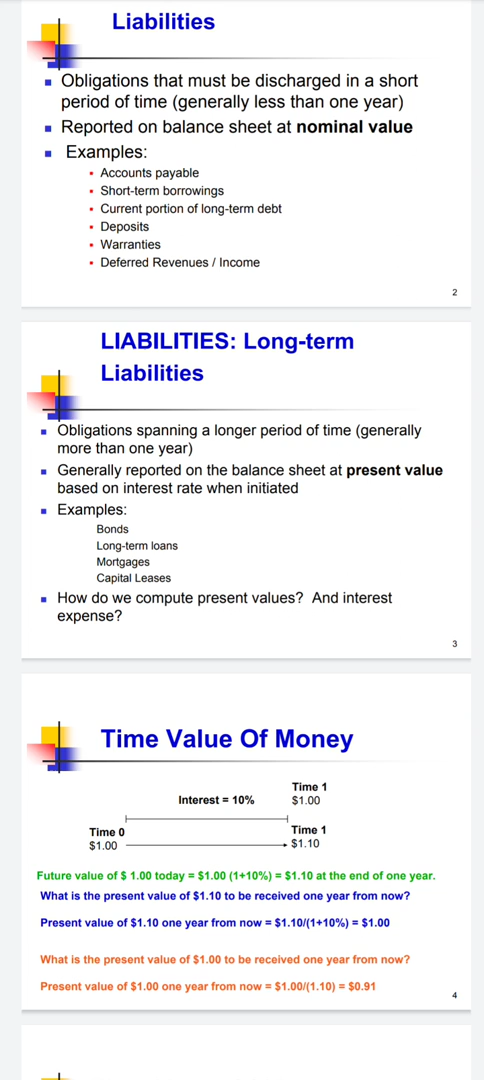 Liabilities
Obligations that must be discharged in a short
period of time (generally less than one year)
Reported on balance sheet at nominal value
Examples:
Accounts payable
Short-term borrowings
Current portion of long-term debt
Deposits
Warranties
Deferred Revenues / Income
2
LIABILITIES: Long-term
Liabilities
Obligations spanning a longer period of time (generally
more than one year)
Generally reported on the balance sheet at present value
based on interest rate when initiated
Examples:
Bonds
Long-term loans
Mortgages
Capital Leases
How do we compute present values? And interest
expense?
3
Time Value Of Money
Time 1
Interest = 10% $1.00
Time 0 Time 1
$1.00 $1.10
Future value of $ 1.00 today = $1.00 (1+10%) = $1.10 at the end of one year.
What is the present value of $1.10 to be received one year from now?
Present value of $1.10 one year from now = $1.10/(1+10%) = $1.00
What is the present value of $1.00 to be received one year from now?
Present value of $1.00 one year from now = $1.00/(1.10) = $0.91
4